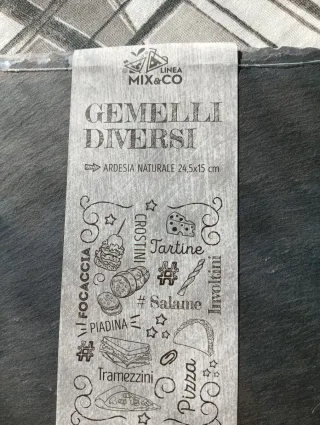 LINEA
MIX&CO
GEMELLI
DIVERSI
ARDESIA NATURALE 24,5x15 cm
CROSTINI
Tartine
FOCACCIA
#
Involtini
# Salame
PIADINA
#
Tramezzini
Pizza